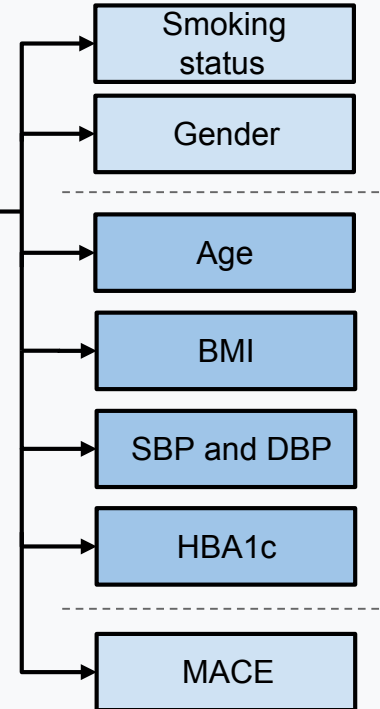 Smoking
status
Gender
Age
BMI
SBP and DBP
HBA1c
MACE